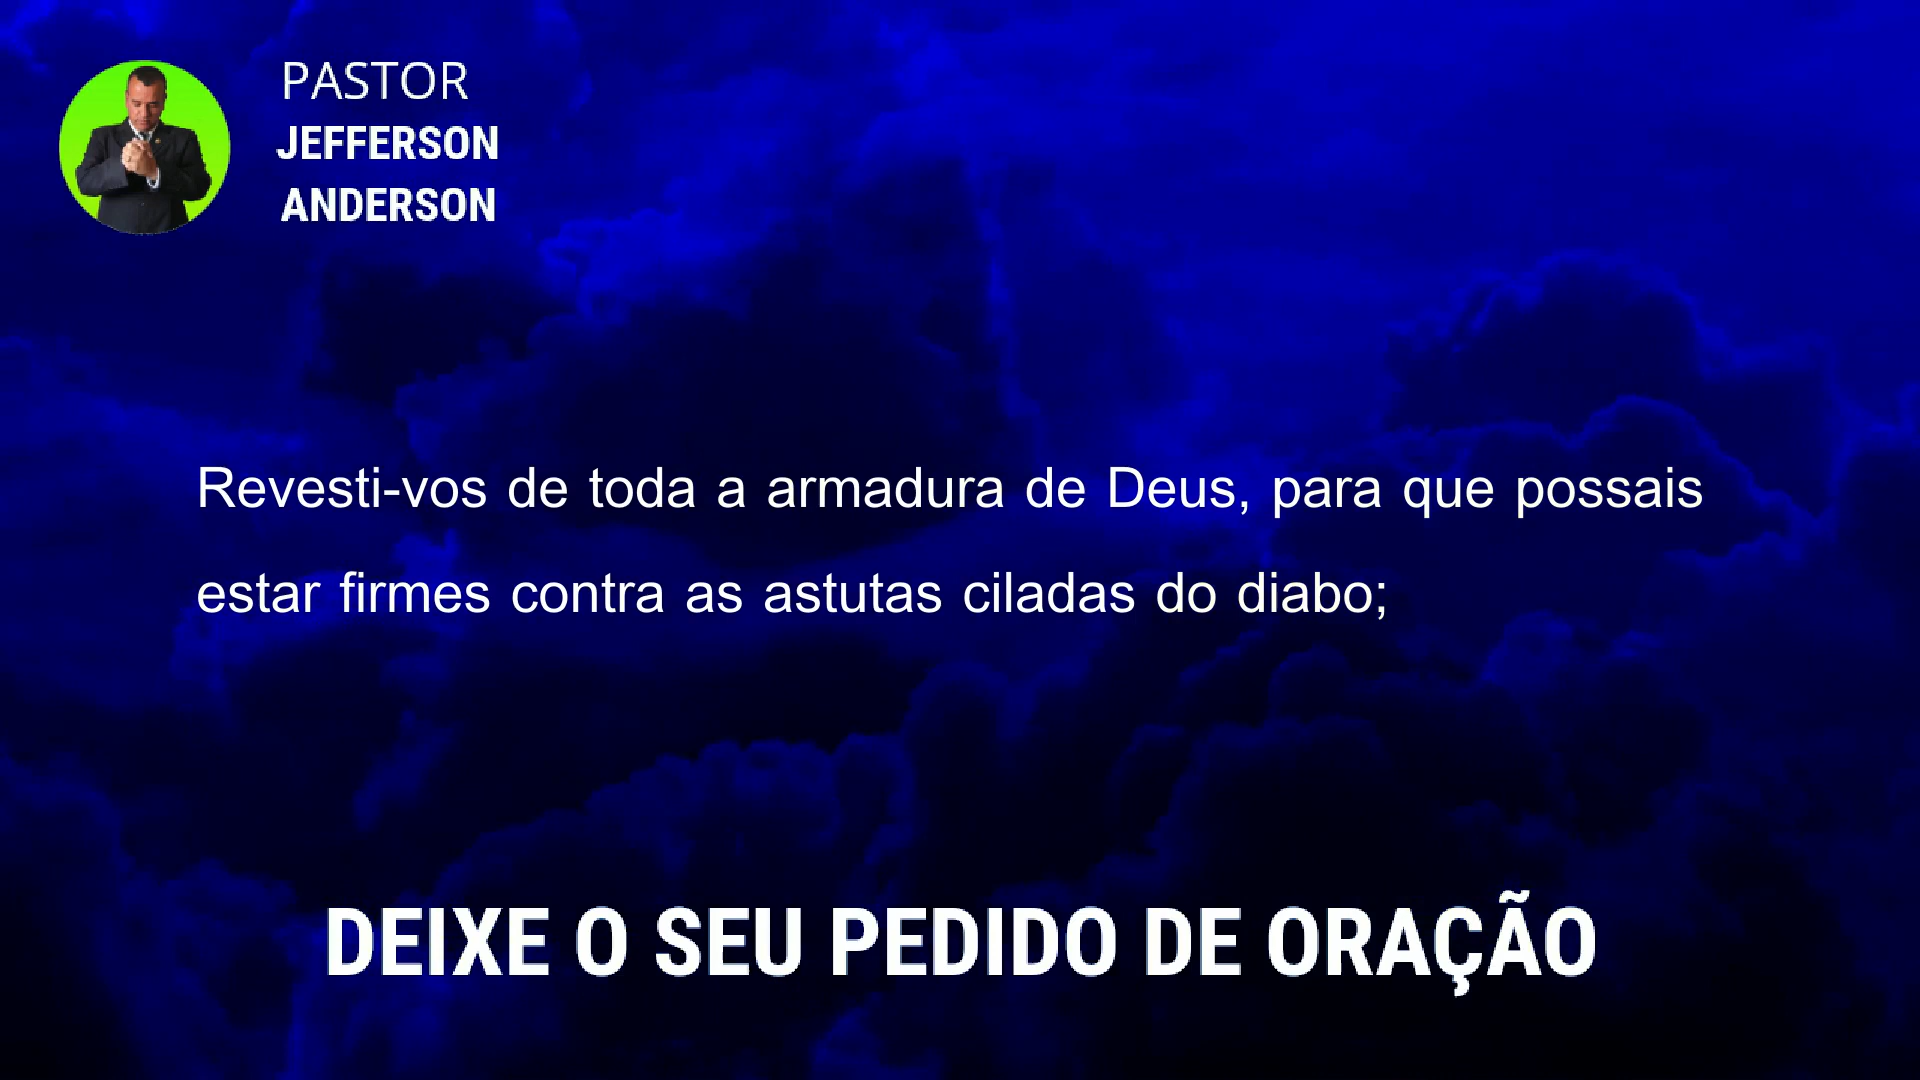 PASTOR
JEFFERSON
ANDERSON
Revesti-vos de toda a armadura de Deus, para que possais
estar firmes contra as astutas ciladas do diabo;
DEIXE O SEU PEDIDO DE ORAÇÃO